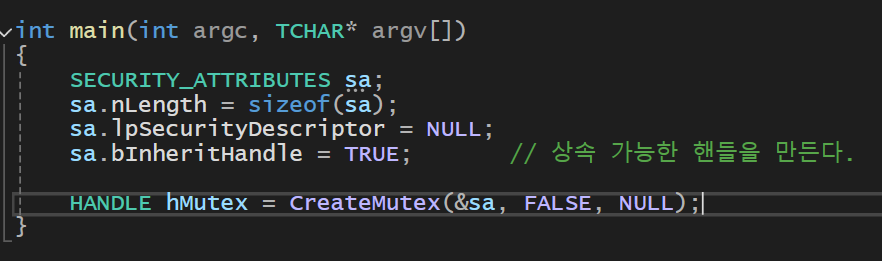 int main(int argc, TCHAR* argv[])
{
    SECURITY_ATTRIBUTES sa;
    sa.nLength = sizeof(sa);
    sa.lpSecurityDescriptor = NULL;
    sa.bInheritHandle = TRUE;      // 상속 가능한 핸들을 만든다.
    HANDLE hMutex = CreateMutex(&sa, FALSE, NULL);
}